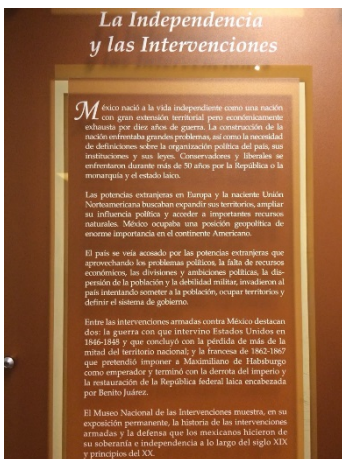 La Independencia
y las Intervenciones
México nació a la vida independiente como una nación
con gran extensión territorial pero económicamente
exhausta por diez años de guerra. La construcción de la
nación enfrentaba grandes problemas, así como la necesidad
de definiciones sobre la organización política del país, sus
instituciones y sus leyes. Conservadores y liberales se
enfrentaron durante más de 50 años por la República o la
monarquía y el estado laico.
Las potencias extranjeras en Europa y la naciente Unión
Norteamericana buscaban expandir sus territorios, ampliar
su influencia política y acceder a importantes recursos
naturales. México ocupaba una posición geopolítica de
enorme importancia en el continente Americano.
El país se veía acosado por las potencias extranjeras que
aprovechando los problemas políticos, la falta de recursos
económicos, las divisiones y ambiciones políticas, la dis-
persión de la población y la debilidad militar, invadieron al
país intentando someter a la población, ocupar territorios y
definir el sistema de gobierno.
Entre las intervenciones armadas contra México destacan
dos: la guerra con que intervino Estados Unidos en
1846-1848 y que concluyó con la pérdida de más de la
mitad del territorio nacional; y la francesa de 1862-1867
que pretendió imponer a Maximiliano de Habsburgo
como emperador y terminó con la derrota del imperio y
la restauración de la República federal laica encabezada
por Benito Juárez.
El Museo Nacional de las Intervenciones muestra, en su
exposición permanente, la historia de las intervenciones
armadas y la defensa que los mexicanos hicieron de
su soberanía e independencia a lo largo del siglo XIX
y principios del XX.